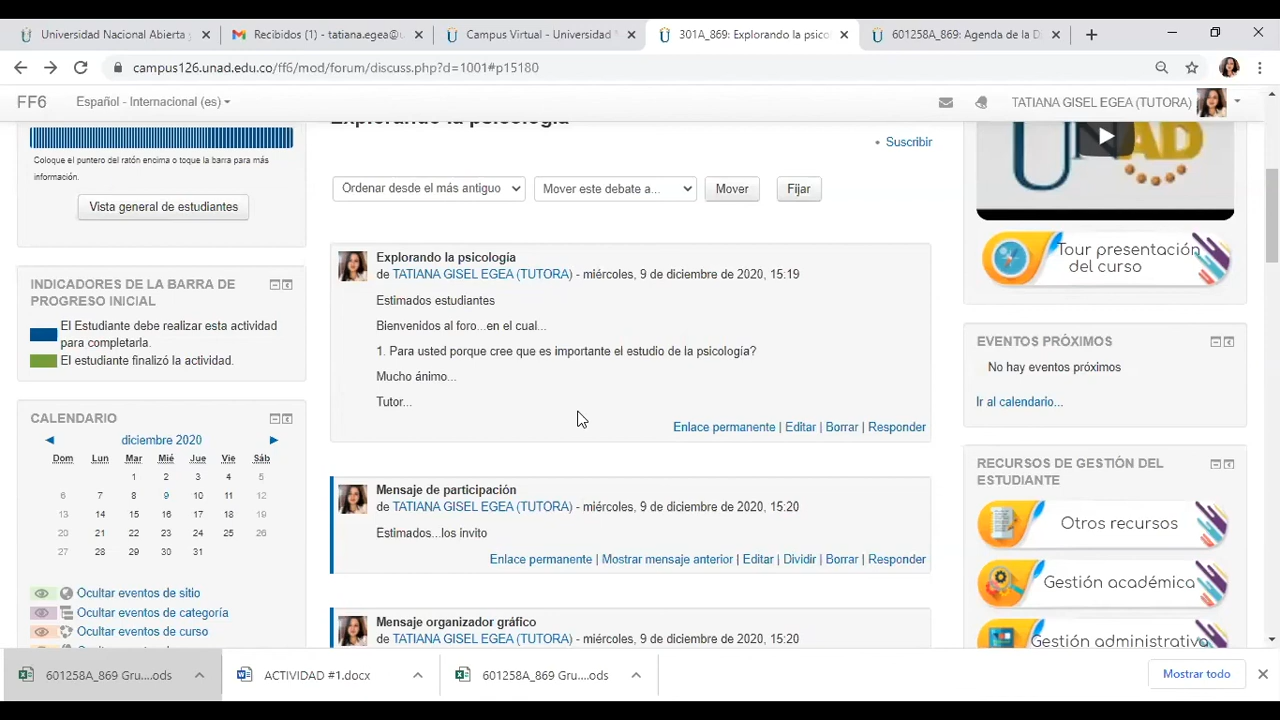 Universidad Nacional Abierta y
Recibidos (1) - tatiana.egea@u
Campus Virtual - Universidad N
301A_869: Explorando la psico
601258A_869: Agenda de la D
campus126.unad.edu.co/ff6/mod/forum/discuss.php?d=1001#p15180
FF6
Español - Internacional (es)
TATIANA GISEL EGEA (TUTORA)
Coloque el puntero del ratón encima o toque la barra para más
información.
Vista general de estudiantes
INDICADORES DE LA BARRA DE
PROGRESO INICIAL
El Estudiante debe realizar esta actividad
para completarla.
El estudiante finalizó la actividad.
CALENDARIO
diciembre 2020
Dom Lun Mar Mié Jue Vie Sáb
1 2 3 4 5
6 7 8 9 10 11 12
13 14 15 16 17 18 19
20 21 22 23 24 25 26
27 28 29 30 31
Ocultar eventos de sitio
Ocultar eventos de categoría
Ocultar eventos de curso
Explorando la psicología
Suscribir
Ordenar desde el más antiguo
Mover este debate a...
Mover
Fijar
Explorando la psicología
de TATIANA GISEL EGEA (TUTORA) - miércoles, 9 de diciembre de 2020, 15:19
Estimados estudiantes
Bienvenidos al foro...en el cual...
1. Para usted porque cree que es importante el estudio de la psicología?
Mucho ánimo...
Tutor...
Enlace permanente | Editar | Borrar | Responder
Mensaje de participación
de TATIANA GISEL EGEA (TUTORA) - miércoles, 9 de diciembre de 2020, 15:20
Estimados...los invito
Enlace permanente | Mostrar mensaje anterior | Editar | Dividir | Borrar | Responder
Mensaje organizador gráfico
de TATIANA GISEL EGEA (TUTORA) - miércoles, 9 de diciembre de 2020, 15:20
UNAD
Tour presentación
del curso
EVENTOS PRÓXIMOS
No hay eventos próximos
Ir al calendario...
RECURSOS DE GESTIÓN DEL
ESTUDIANTE
Otros recursos
Gestión académica
Gestión administrativa
601258A_869 Gru....ods
ACTIVIDAD #1.docx
601258A_869 Gru....ods
Mostrar todo